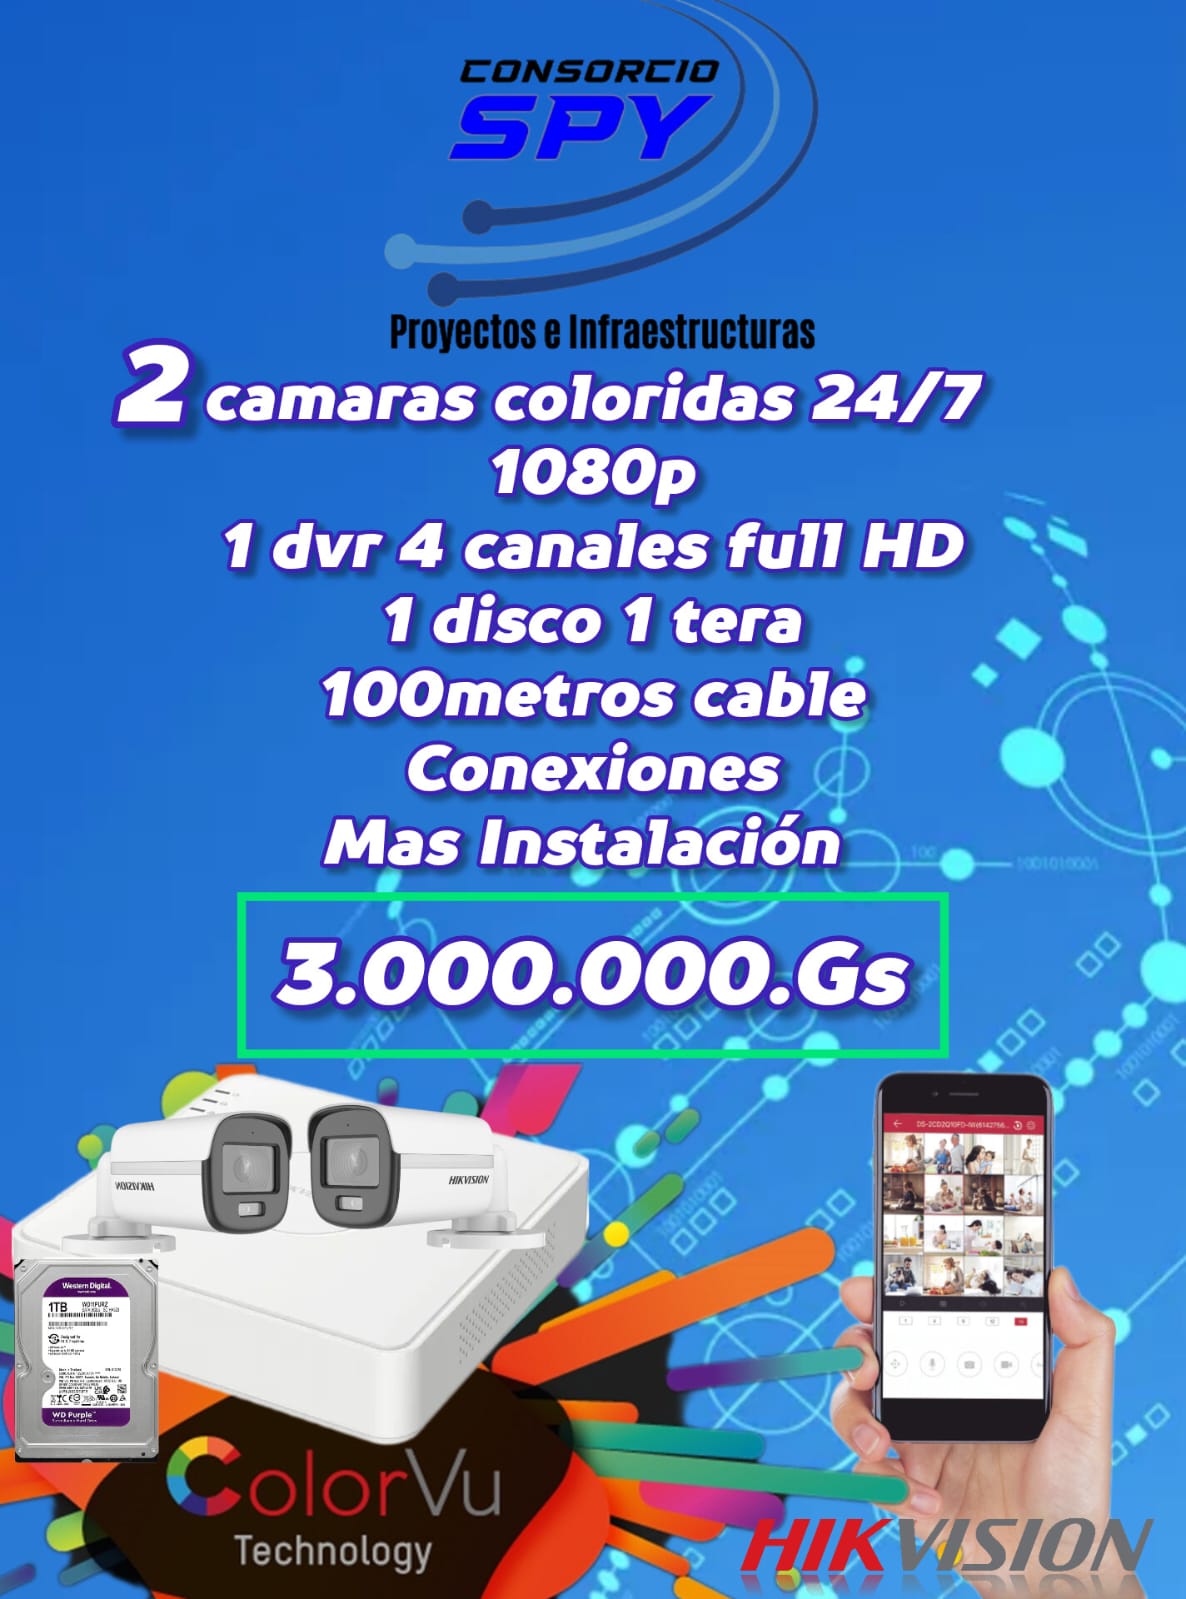 CONSORCIO
SPY
Proyectos e Infraestructuras
2 camaras coloridas 24/7
1080p
1 dvr 4 canales full HD
1 disco 1 tera
100metros cable
Conexiones
Mas Instalación
3.000.000.Gs
HIKVISION
HIKVISION
Western Digital
1TB
WD Purple
ColorVu
Technology
HIKVISION